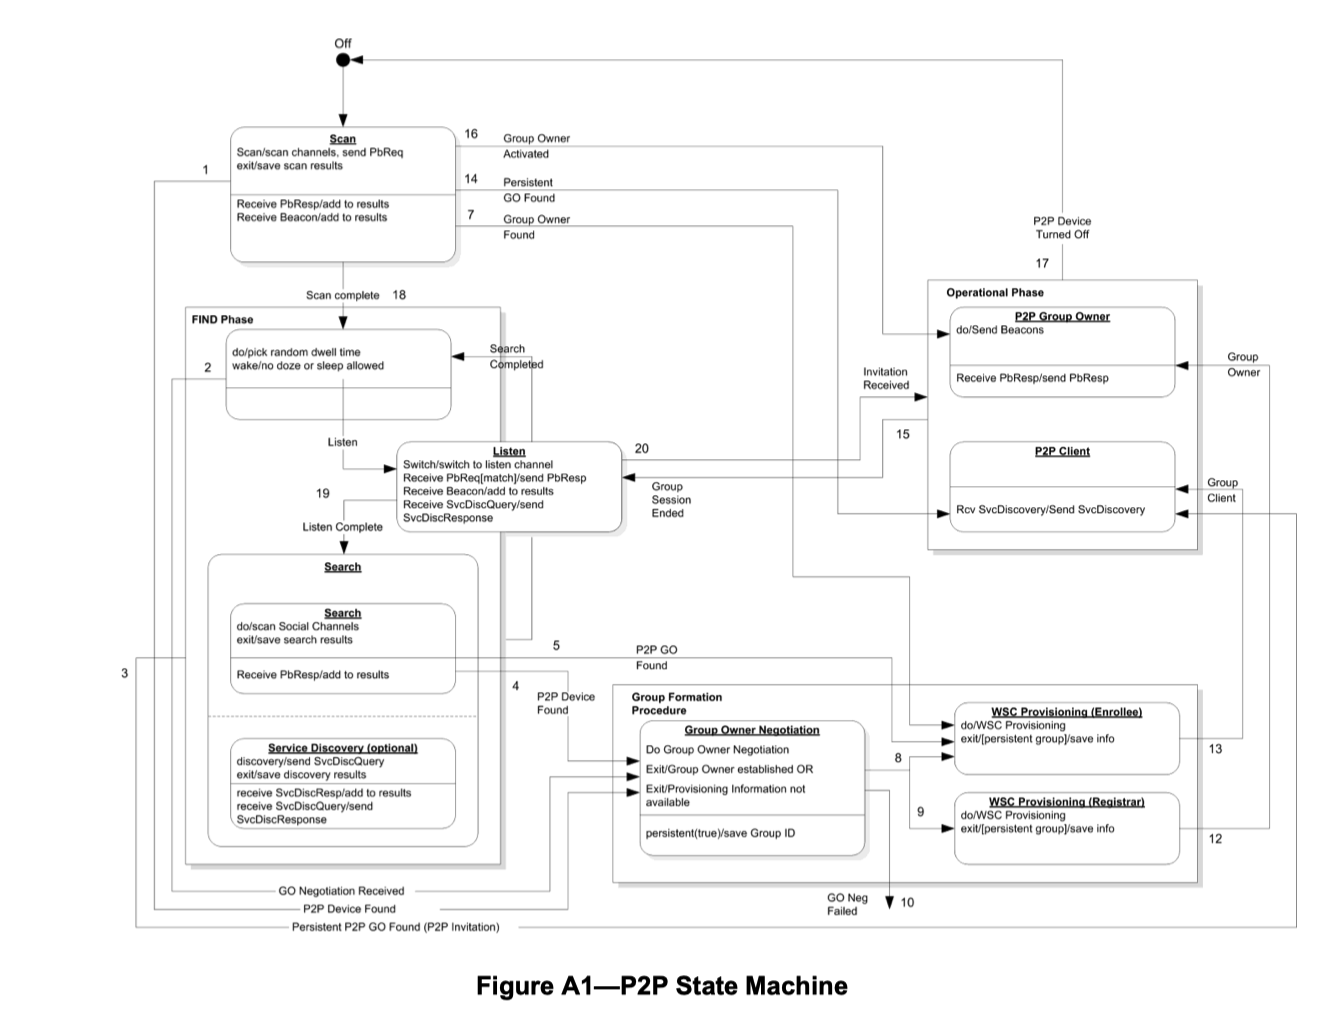 Off
Scan
Scan/scan channels, send PbReq
exit/save scan results
Receive PbResp/add to results
Receive Beacon/add to results
1
16
Group Owner
Activated
14
Persistent
GO Found
7
Group Owner
Found
P2P Device
Turned Off
17
Scan complete 18
FIND Phase
do/pick random dwell time
wake/no doze or sleep allowed
2
Search
Completed
Listen
Listen
Switch/switch to listen channel
Receive PbReq[match]/send PbResp
Receive Beacon/add to results
Receive SvcDiscQuery/send
SvcDiscResponse
19
Listen Complete
20
Invitation
Received
15
Group
Session
Ended
Operational Phase
P2P Group Owner
do/Send Beacons
Receive PbResp/send PbResp
Group
Owner
P2P Client
Rcv SvcDiscovery/Send SvcDiscovery
Group
Client
Search
Search
do/scan Social Channels
exit/save search results
Receive PbResp/add to results
3
5
P2P GO
Found
4
P2P Device
Found
Service Discovery (optional)
discovery/send SvcDiscQuery
exit/save discovery results
receive SvcDiscResp/add to results
receive SvcDiscQuery/send
SvcDiscResponse
Group Formation
Procedure
Group Owner Negotiation
Do Group Owner Negotiation
Exit/Group Owner established OR
Exit/Provisioning Information not
available
persistent(true)/save Group ID
8
9
WSC Provisioning (Enrollee)
do/WSC Provisioning
exit/[persistent group]/save info
13
WSC Provisioning (Registrar)
do/WSC Provisioning
exit/[persistent group]/save info
12
GO Neg
Failed
10
GO Negotiation Received
P2P Device Found
Persistent P2P GO Found (P2P Invitation)
Figure A1—P2P State Machine